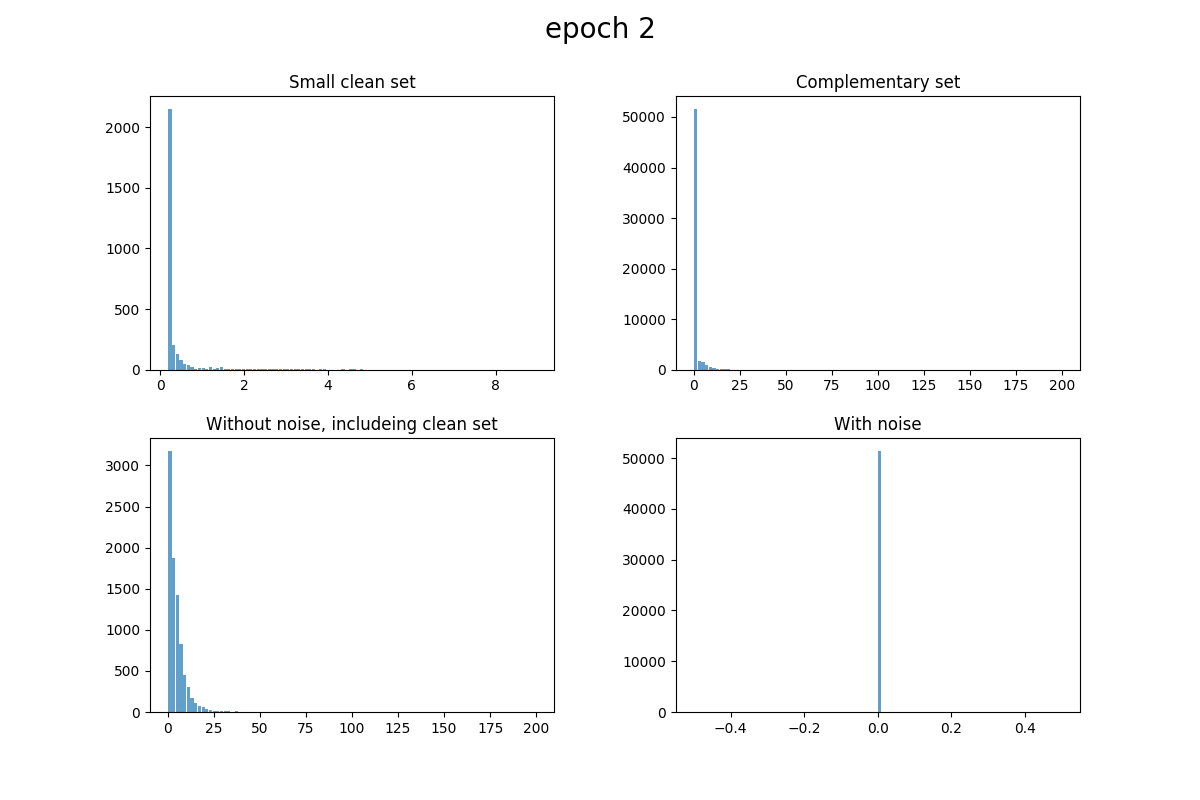 epoch 2
Small clean set
Complementary set
2000
1500
1000
500
0
0 2 4 6 8
50000
40000
30000
20000
10000
0
0 25 50 75 100 125 150 175 200
Without noise, includeing clean set
With noise
3000
2500
2000
1500
1000
500
0
0 25 50 75 100 125 150 175 200
50000
40000
30000
20000
10000
0
−0.4 −0.2 0.0 0.2 0.4